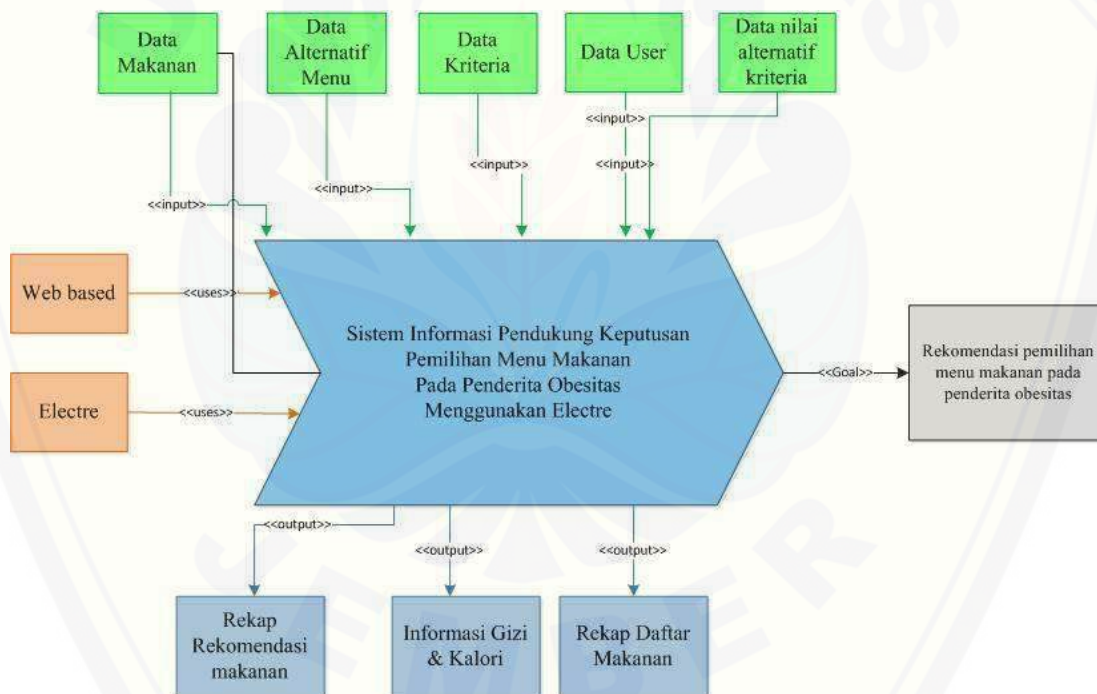 Data
Makanan
Data
Alternatif
Menu
Data
Kriteria
Data User
Data nilai
alternatif
kriteria
<<input>>
<<input>>
<<input>>
<<input>>
<<input>>
Web based
<<uses>>
Electre
<<uses>>
Sistem Informasi Pendukung Keputusan
Pemilihan Menu Makanan
Pada Penderita Obesitas
Menggunakan Electre
<<Goal>>
Rekomendasi pemilihan
menu makanan pada
penderita obesitas
<<output>>
<<output>>
<<output>>
Rekap
Rekomendasi
makanan
Informasi Gizi
& Kalori
Rekap Daftar
Makanan
JEMBER